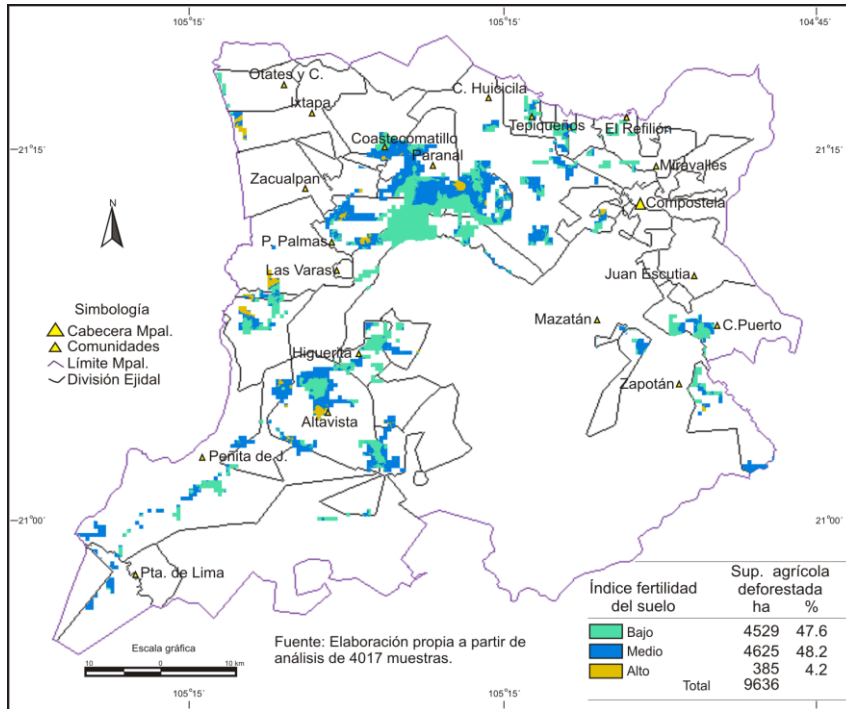 105°15' 105°15' 104°45'
Otates y C.
C. Huicicila
Ixtapa
Tepiqueños
El Refilión
Coastecomatillo
21°15' 21°15'
Paranal
Miravalles
Zacualpan
Compostela
N
P. Palmas
Las Varas
Juan Escutia
Simbología
Cabecera Mpal.
Comunidades
Límite Mpal.
División Ejidal
Mazatán
C.Puerto
Higuerita
Zapotán
Altavista
Peñita de J.
21°00' 21°00'
Pta. de Lima
Índice fertilidad del suelo
Sup. agrícola deforestada
ha %
Bajo 4529 47.6
Medio 4625 48.2
Alto 385 4.2
Total 9636
Escala gráfica
10 0 10 km
Fuente: Elaboración propia a partir de
análisis de 4017 muestras.
105°15' 105°15' 104°45'